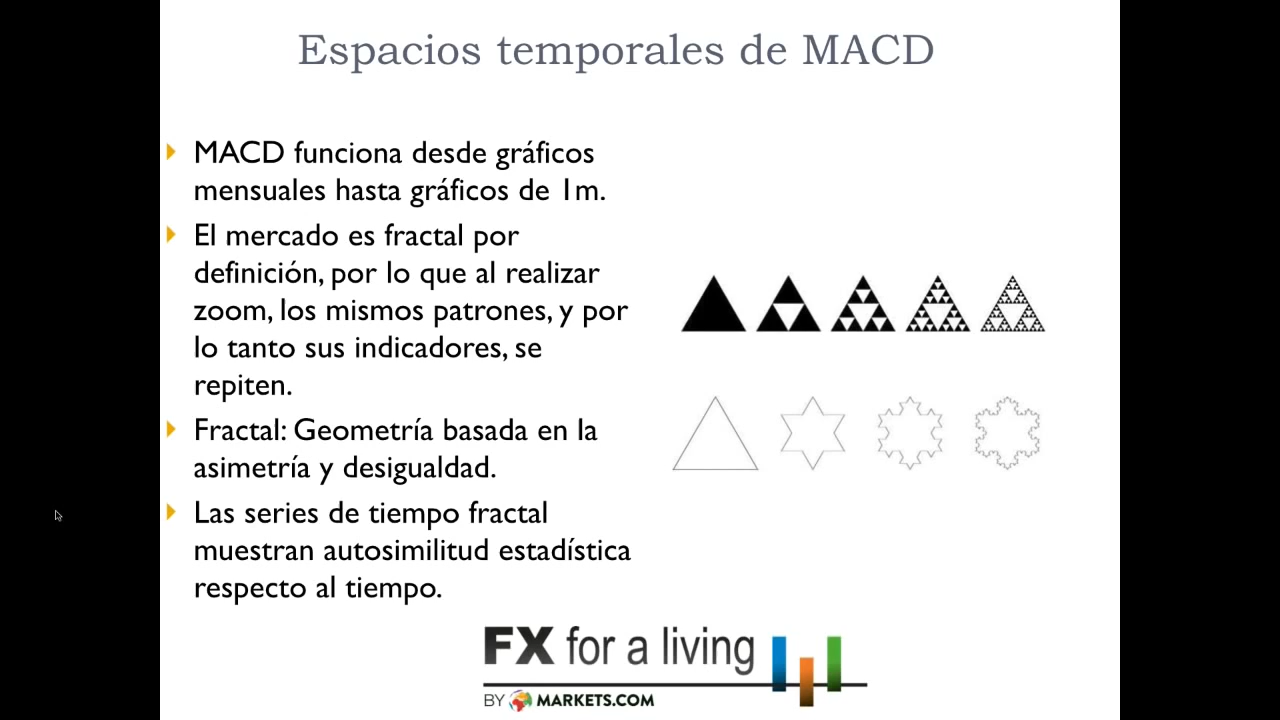 Espacios temporales de MACD
MACD funciona desde gráficos
mensuales hasta gráficos de 1m.
El mercado es fractal por
definición, por lo que al realizar
zoom, los mismos patrones, y por
lo tanto sus indicadores, se
repiten.
Fractal: Geometría basada en la
asimetría y desigualdad.
Las series de tiempo fractal
muestran autosimilitud estadística
respecto al tiempo.
FX for a living
BY MARKETS.COM